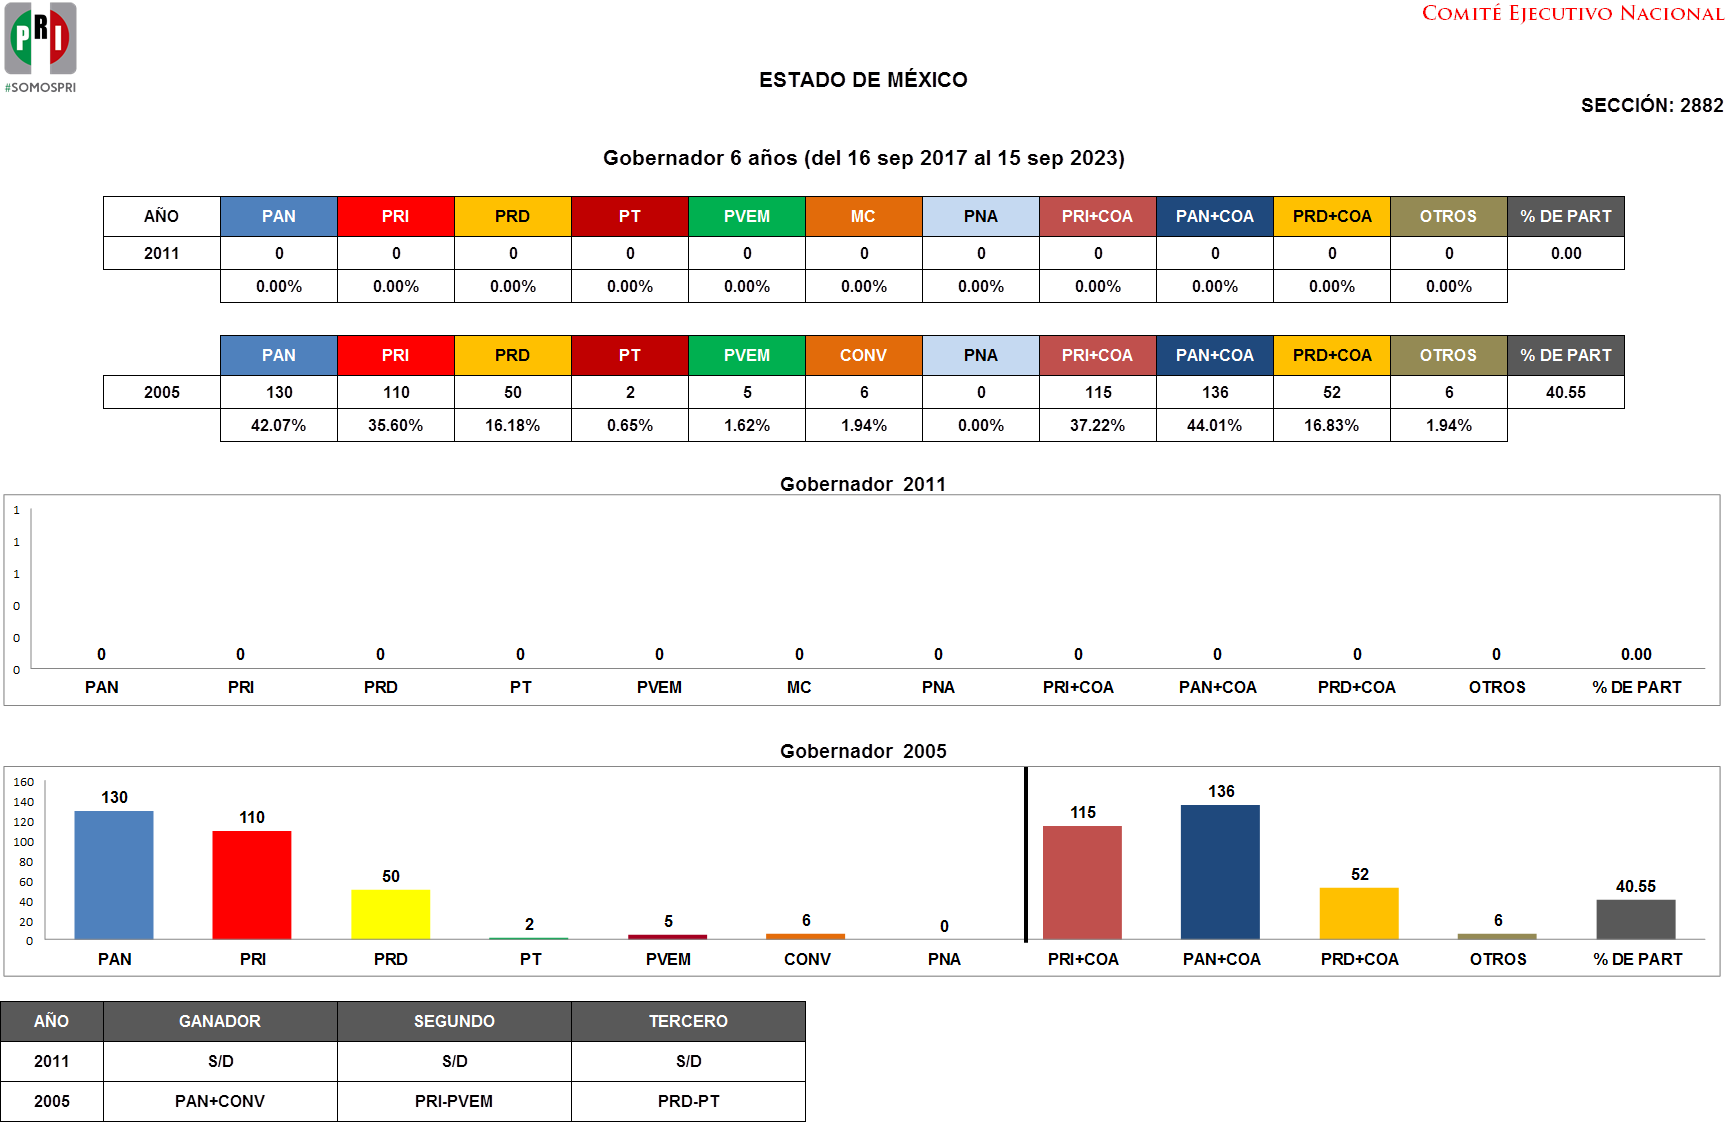 PRI
#SOMOSPRI
COMITÉ EJECUTIVO NACIONAL
ESTADO DE MÉXICO
SECCIÓN: 2882
Gobernador 6 años (del 16 sep 2017 al 15 sep 2023)
AÑO PAN PRI PRD PT PVEM MC PNA PRI+COA PAN+COA PRD+COA OTROS % DE PART
2011 0 0 0 0 0 0 0 0 0 0 0 0.00
0.00% 0.00% 0.00% 0.00% 0.00% 0.00% 0.00% 0.00% 0.00% 0.00% 0.00%
PAN PRI PRD PT PVEM CONV PNA PRI+COA PAN+COA PRD+COA OTROS % DE PART
2005 130 110 50 2 5 6 0 115 136 52 6 40.55
42.07% 35.60% 16.18% 0.65% 1.62% 1.94% 0.00% 37.22% 44.01% 16.83% 1.94%
Gobernador 2011
1
1
1
0
0
0
0 0 0 0 0 0 0 0 0 0 0 0.00
PAN PRI PRD PT PVEM MC PNA PRI+COA PAN+COA PRD+COA OTROS % DE PART
Gobernador 2005
160
140
120
100
80
60
40
20
0
130 110 50 2 5 6 0 115 136 52 6 40.55
PAN PRI PRD PT PVEM CONV PNA PRI+COA PAN+COA PRD+COA OTROS % DE PART
AÑO GANADOR SEGUNDO TERCERO
2011 S/D S/D S/D
2005 PAN+CONV PRI-PVEM PRD-PT